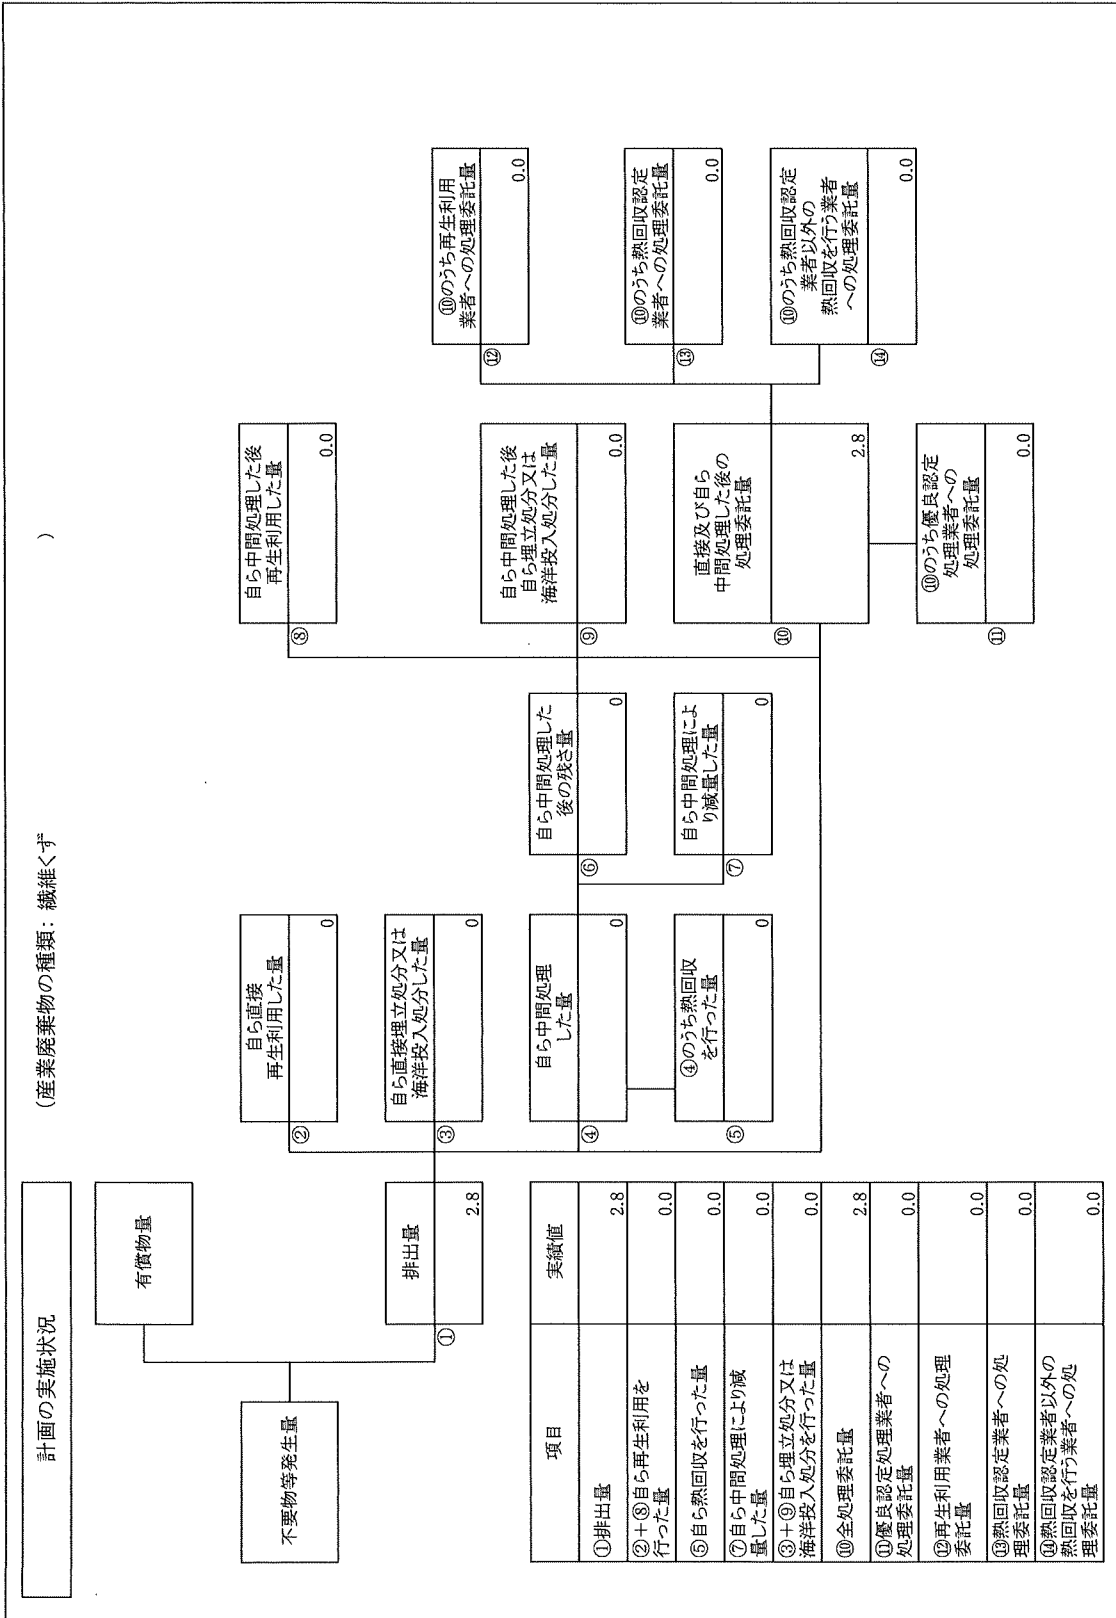 計画の実施状況
(産業廃棄物の種類: 繊維くず
)
不要物等発生量
有償物量
①
排出量
2.8
②
自ら直接
再生利用した量
0
③
自ら直接埋立処分又は
海洋投入処分した量
0
④
自ら中間処理
した量
0
⑤
④のうち熱回収
を行った量
0
⑥
自ら中間処理した
後の残さ量
0
⑦
自ら中間処理によ
り減量した量
0
⑧
自ら中間処理した後
再生利用した量
0.0
⑨
自ら中間処理した後
自ら埋立処分又は
海洋投入処分した量
0.0
⑩
直接及び自ら
中間処理した後の
処理委託量
2.8
⑪
⑩のうち優良認定
処理業者への
処理委託量
0.0
⑫
⑩のうち再生利用
業者への処理委託量
0.0
⑬
⑩のうち熱回収認定
業者への処理委託量
0.0
⑭
⑩のうち熱回収認定
業者以外の
熱回収を行う業者
への処理委託量
0.0
項目 実績値
①排出量 2.8
②+⑧自ら再生利用を
行った量 0.0
⑤自ら熱回収を行った量 0.0
⑦自ら中間処理により減
量した量 0.0
③+⑨自ら埋立処分又は
海洋投入処分を行った量 0.0
⑩全処理委託量 2.8
⑪優良認定処理業者への
処理委託量 0.0
⑫再生利用業者への処理
委託量 0.0
⑬熱回収認定業者への処
理委託量 0.0
⑭熱回収認定業者以外の
熱回収を行う業者への処
理委託量 0.0